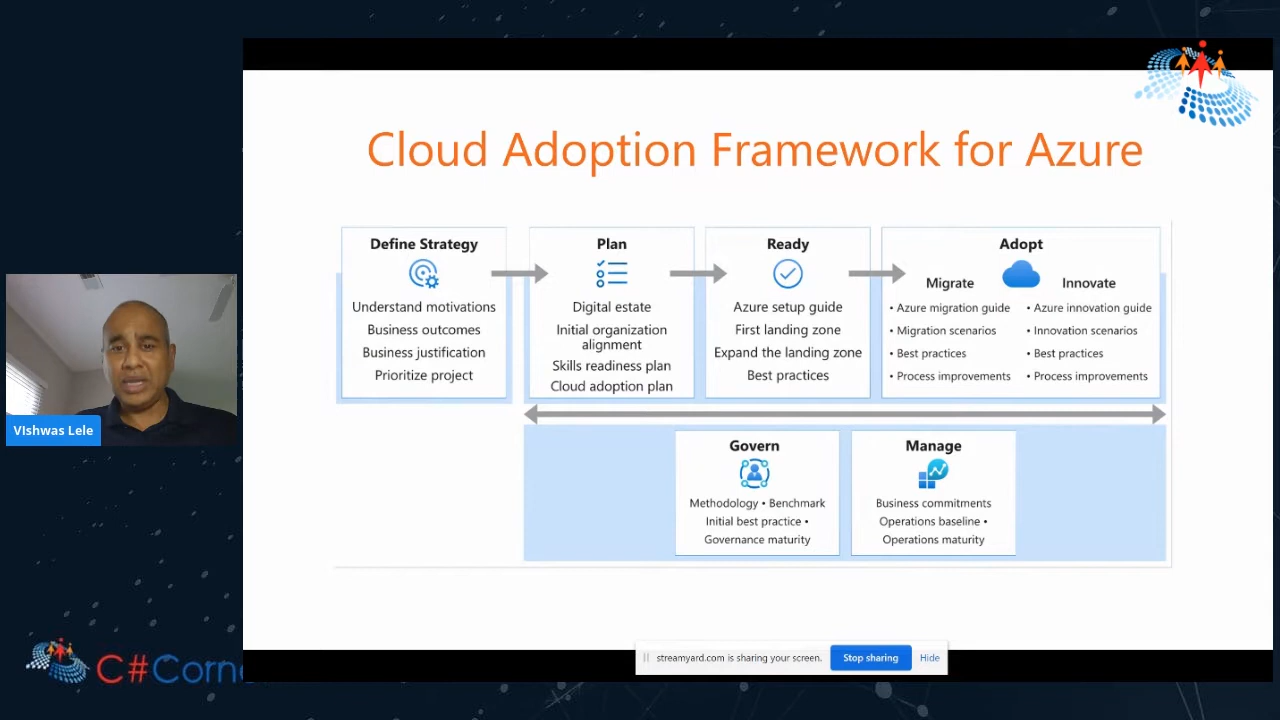 Cloud Adoption Framework for Azure
Define Strategy
Understand motivations
Business outcomes
Business justification
Prioritize project
Plan
Digital estate
Initial organization
alignment
Skills readiness plan
Cloud adoption plan
Ready
Azure setup guide
First landing zone
Expand the landing zone
Best practices
Adopt
Migrate
• Azure migration guide
• Migration scenarios
• Best practices
• Process improvements
Innovate
• Azure innovation guide
• Innovation scenarios
• Best practices
• Process improvements
Govern
Methodology • Benchmark
Initial best practice •
Governance maturity
Manage
Business commitments
Operations baseline •
Operations maturity
VIshwas Lele
C#Corne
streamyard.com is sharing your screen.
Stop sharing
Hide